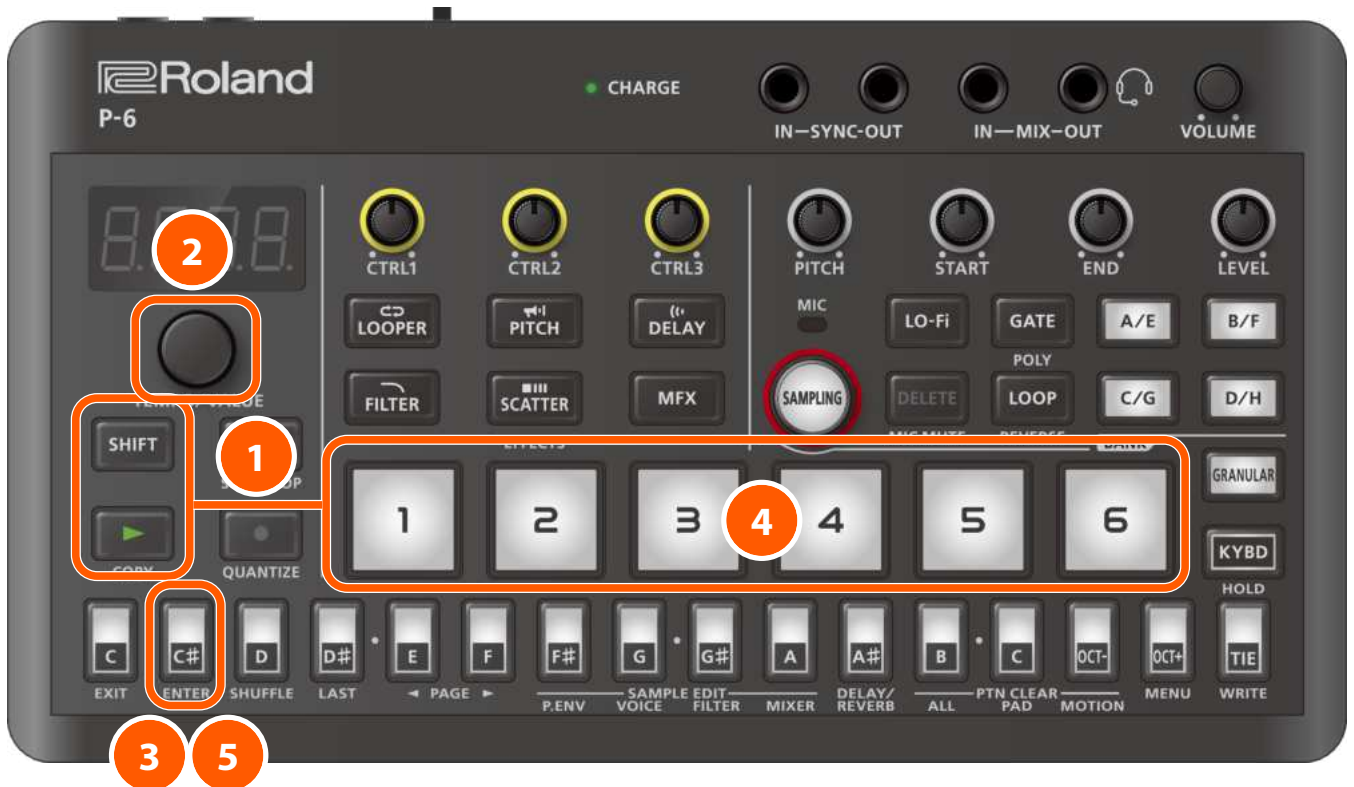 Roland
P-6
CHARGE
IN—SYNC-OUT
IN—MIX—OUT
VOLUME
2
CTRL1
CTRL2
CTRL3
PITCH
START
END
LEVEL
MIC
LOOPER
PITCH
DELAY
LO-Fi
GATE
A/E
B/F
POLY
FILTER
SCATTER
MFX
SAMPLING
DELETE
LOOP
C/G
D/H
VALUE
SHIFT
1
GRANULAR
1
2
3
4
4
5
6
KYBD
COPY
QUANTIZE
HOLD
C
C#
D
D#
E
F
F#
G
G#
A
A#
B
C
OCT-
OCT+
TIE
EXIT
ENTER
SHUFFLE
LAST
◄ PAGE ►
P.ENV
SAMPLE EDIT
VOICE
FILTER
MIXER
DELAY/
REVERB
ALL
PTN CLEAR
PAD
MOTION
MENU
WRITE
3
5